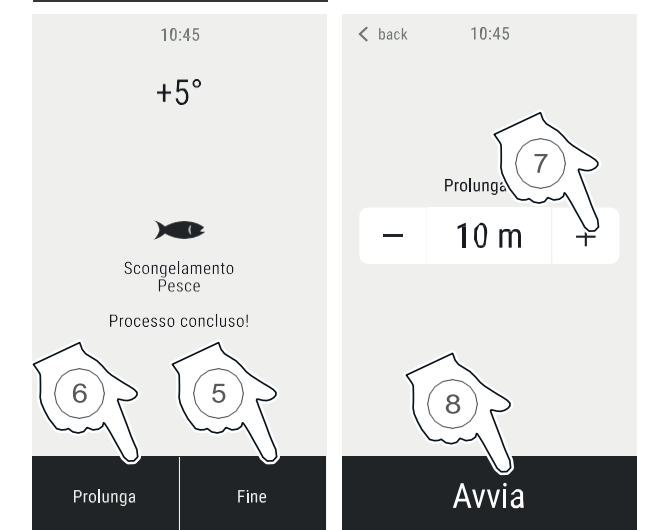 10:45
+5°
Scongelamento
Pesce
Processo concluso!
6
5
Prolunga
Fine
back
10:45
7
Prolunga
− 10 m +
8
Avvia